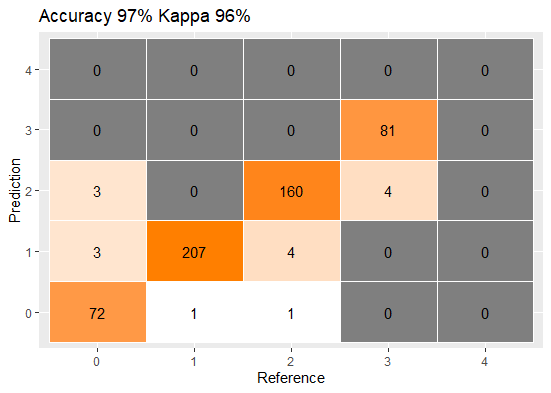 Accuracy 97% Kappa 96%
Prediction
4 0 0 0 0 0
3 0 0 0 81 0
2 3 0 160 4 0
1 3 207 4 0 0
0 72 1 1 0 0
0 1 2 3 4
Reference